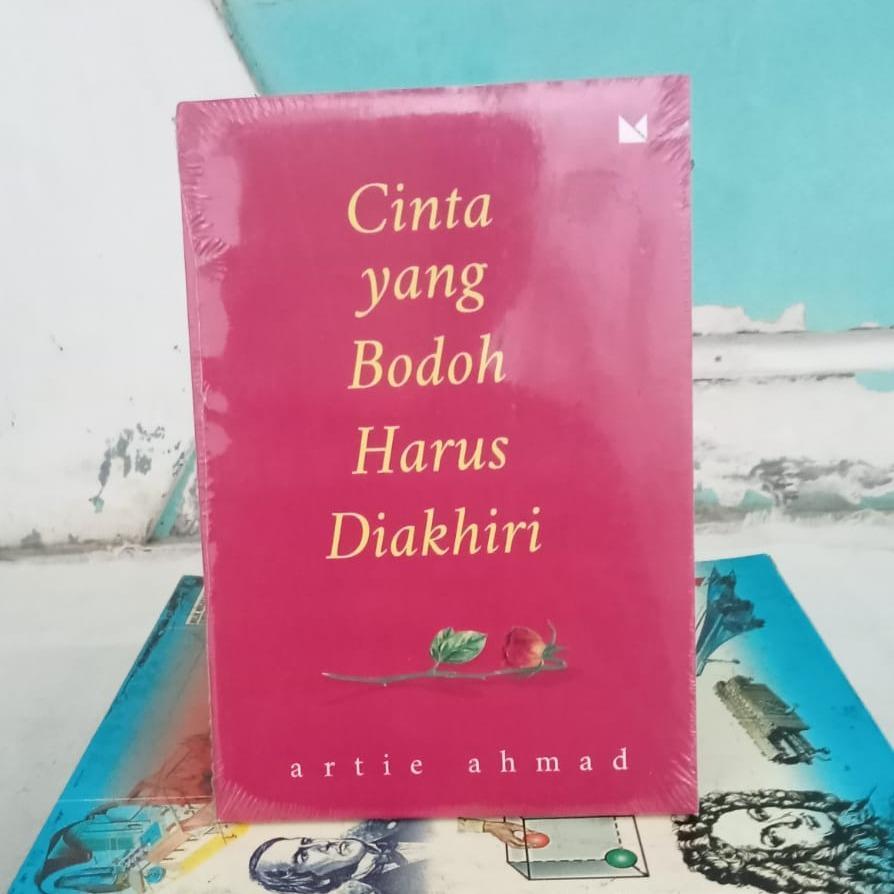 Cinta
yang
Bodoh
Harus
Diakhiri
artie ahmad